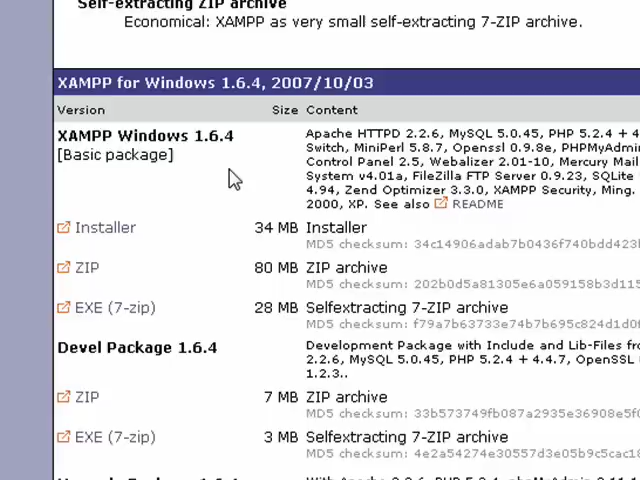 Self-extracting ZIP archive
Economical: XAMPP as very small self-extracting 7-ZIP archive.
XAMPP for Windows 1.6.4, 2007/10/03
Version Size Content
XAMPP Windows 1.6.4
[Basic package]
Apache HTTPD 2.2.6, MySQL 5.0.45, PHP 5.2.4 + 4
Switch, MiniPerl 5.8.7, Openssl 0.9.8e, PHPMyAdmin
Control Panel 2.5, Webalizer 2.01-10, Mercury Mail
System v4.01a, FileZilla FTP Server 0.9.23, SQLite
4.94, Zend Optimizer 3.3.0, XAMPP Security, Ming.
2000, XP. See also README
Installer 34 MB Installer
MD5 checksum: 34c14906adab7b0436f740bdd423
ZIP 80 MB ZIP archive
MD5 checksum: 202b0d5a81305e6a059158b3d115
EXE (7-zip) 28 MB Selfextracting 7-ZIP archive
MD5 checksum: f79a7b63733e74b7b695c824d1d0
Devel Package 1.6.4
Development Package with Include and Lib-Files
2.2.6, MySQL 5.0.45, PHP 5.2.4 + 4.4.7, OpenSSL
1.2.3..
ZIP 7 MB ZIP archive
MD5 checksum: 33b573749fb087a2935e36908e5f
EXE (7-zip) 3 MB Selfextracting 7-ZIP archive
MD5 checksum: 4e2a54274e30557d3e05b9c5cac18